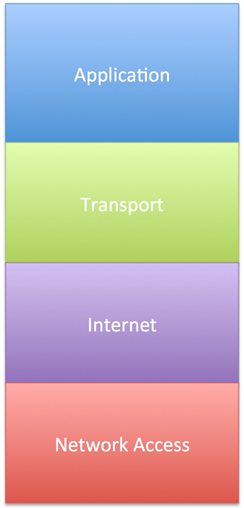 Application
Transport
Internet
Network Access